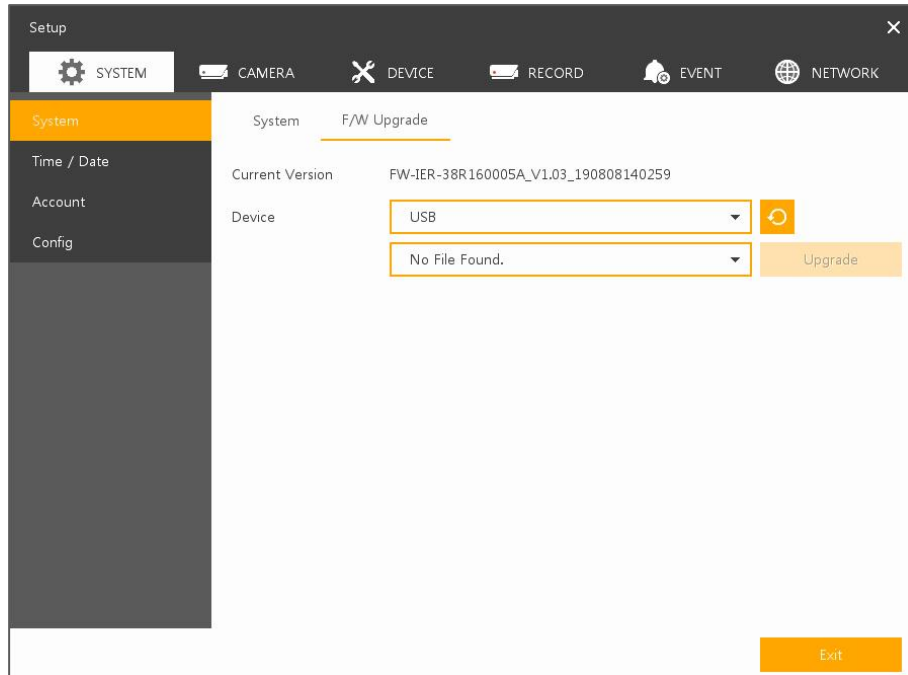 Setup
SYSTEM CAMERA DEVICE RECORD EVENT NETWORK
System
Time / Date
Account
Config
System F/W Upgrade
Current Version FW-IER-38R160005A_V1.03_190808140259
Device USB
No File Found. Upgrade
Exit